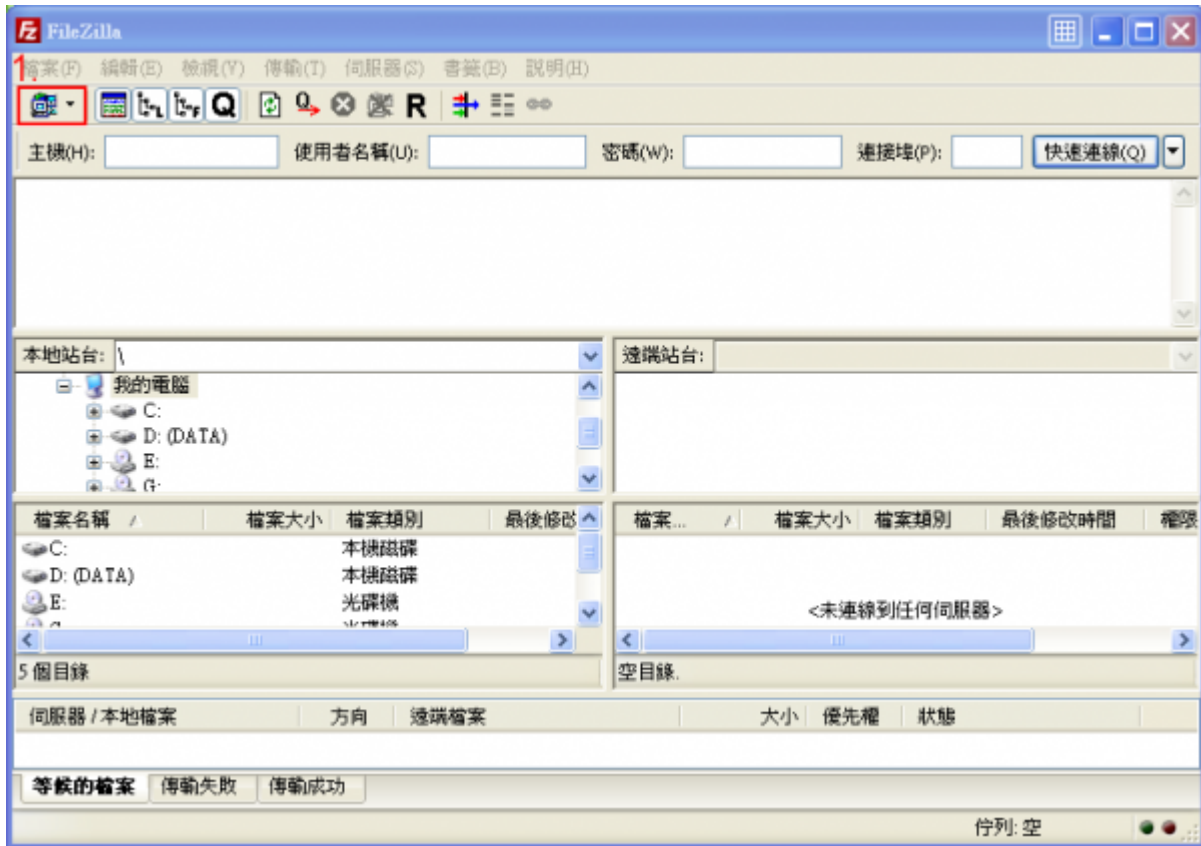 FileZilla
1.
檔案(F) 編輯(E) 檢視(V) 傳輸(T) 伺服器(S) 書籤(B) 說明(H)
Q R
主機(H): 使用者名稱(U): 密碼(W): 連接埠(P): 快速連線(Q)
本地站台: \ 遠端站台:
我的電腦
C:
D: (DATA)
E:
G:
檔案名稱 / 檔案大小 檔案類別 最後修改 檔案... / 檔案大小 檔案類別 最後修改時間 權限
C: 本機磁碟
D: (DATA) 本機磁碟
E: 光碟機
<未連線到任何伺服器>
5 個目錄 空目錄.
伺服器 / 本地檔案 方向 遠端檔案 大小 優先權 狀態
等候的檔案 傳輸失敗 傳輸成功
佇列: 空